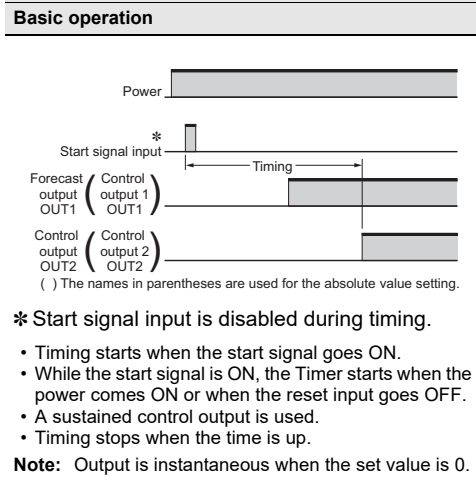 Basic operation
Power
✽
Start signal input
Timing
Forecast output OUT1 ( Control output 1 OUT1 )
Control output OUT2 ( Control output 2 OUT2 )
( ) The names in parentheses are used for the absolute value setting.
✽ Start signal input is disabled during timing.
• Timing starts when the start signal goes ON.
• While the start signal is ON, the Timer starts when the
power comes ON or when the reset input goes OFF.
• A sustained control output is used.
• Timing stops when the time is up.
Note: Output is instantaneous when the set value is 0.